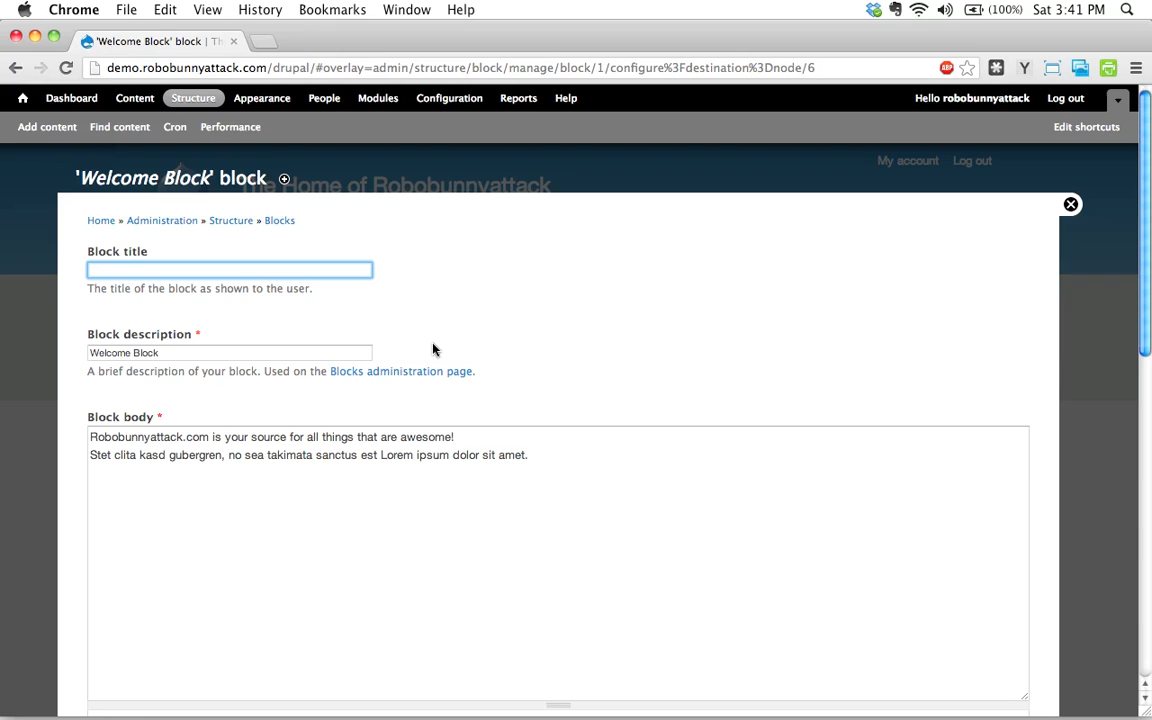 Chrome File Edit View History Bookmarks Window Help (100%) Sat 3:41 PM
'Welcome Block' block | Th
demo.robobunnyattack.com/drupal/#overlay=admin/structure/block/manage/block/1/configure%3Fdestination%3Dnode/6
Dashboard Content Structure Appearance People Modules Configuration Reports Help Hello robobunnyattack Log out
Add content Find content Cron Performance Edit shortcuts
My account Log out
'Welcome Block' block
The Home of Robobunnyattack
Home » Administration » Structure » Blocks
Block title
The title of the block as shown to the user.
Block description *
Welcome Block
A brief description of your block. Used on the Blocks administration page.
Block body *
Robobunnyattack.com is your source for all things that are awesome!
Stet clita kasd gubergren, no sea takimata sanctus est Lorem ipsum dolor sit amet.